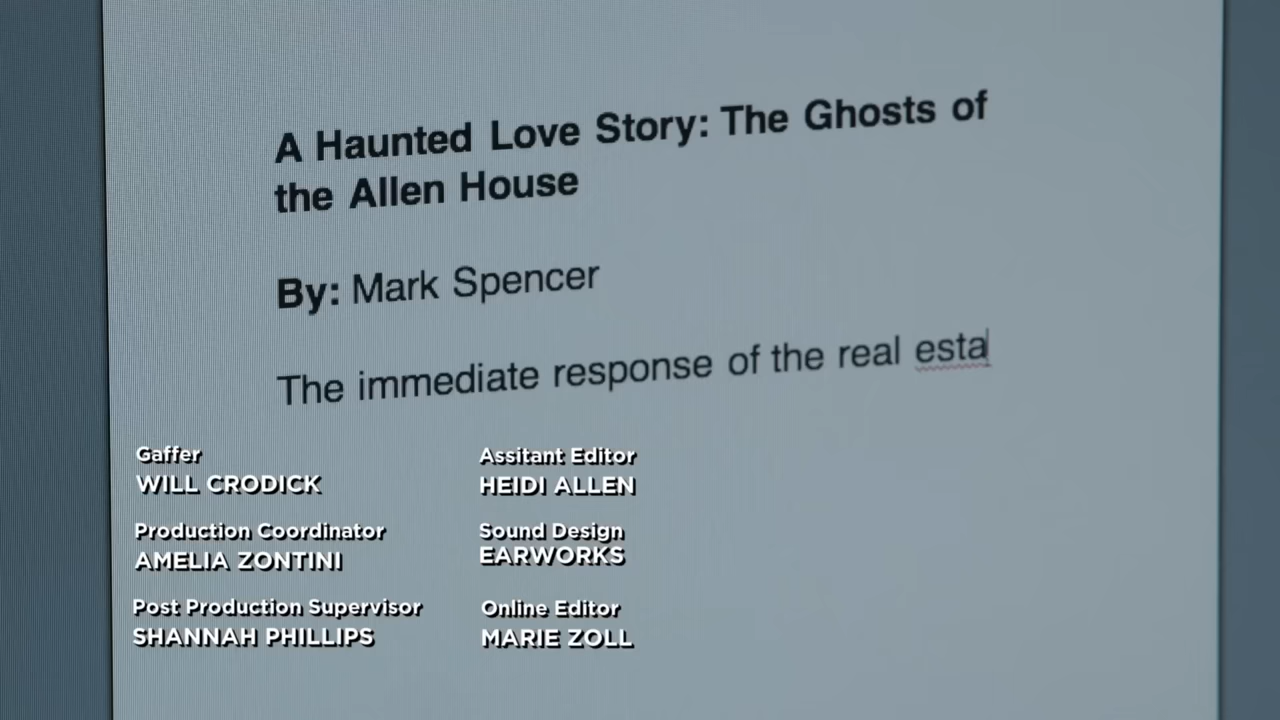 A Haunted Love Story: The Ghosts of
the Allen House
By: Mark Spencer
The immediate response of the real esta
Gaffer
WILL CRODICK
Production Coordinator
AMELIA ZONTINI
Post Production Supervisor
SHANNAH PHILLIPS
Assitant Editor
HEIDI ALLEN
Sound Design
EARWORKS
Online Editor
MARIE ZOLL